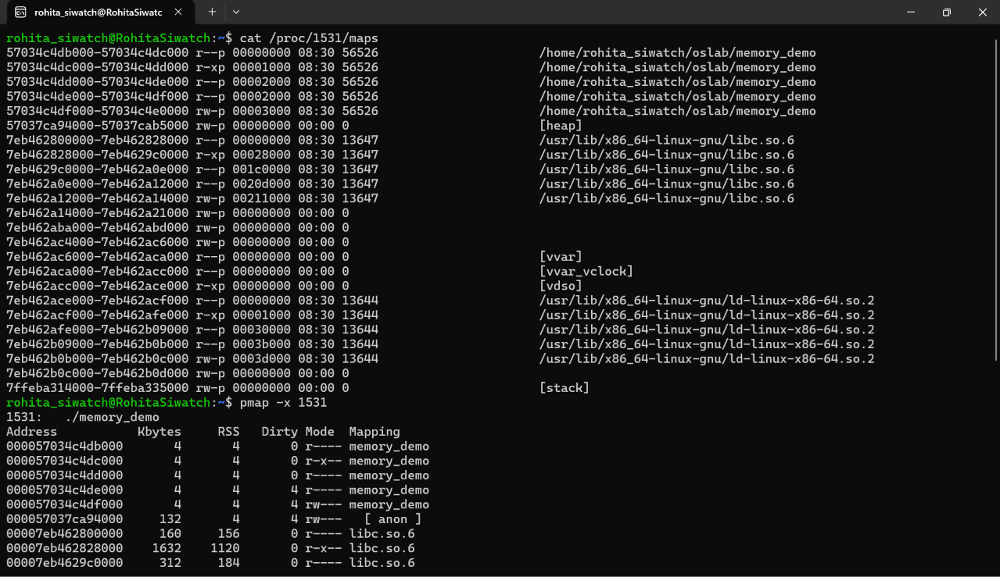 rohita_siwatch@RohitaSiwatc
rohita_siwatch@RohitaSiwatch:~$ cat /proc/1531/maps
57034c4db000-57034c4dc000 r--p 00000000 08:30 56526 /home/rohita_siwatch/oslab/memory_demo
57034c4dc000-57034c4dd000 r-xp 00001000 08:30 56526 /home/rohita_siwatch/oslab/memory_demo
57034c4dd000-57034c4de000 r--p 00002000 08:30 56526 /home/rohita_siwatch/oslab/memory_demo
57034c4de000-57034c4df000 r--p 00002000 08:30 56526 /home/rohita_siwatch/oslab/memory_demo
57034c4df000-57034c4e0000 rw-p 00003000 08:30 56526 /home/rohita_siwatch/oslab/memory_demo
57037ca94000-57037cab5000 rw-p 00000000 00:00 0 [heap]
7eb462800000-7eb462828000 r--p 00000000 08:30 13647 /usr/lib/x86_64-linux-gnu/libc.so.6
7eb462828000-7eb4629c0000 r-xp 00028000 08:30 13647 /usr/lib/x86_64-linux-gnu/libc.so.6
7eb4629c0000-7eb462a0e000 r--p 001c0000 08:30 13647 /usr/lib/x86_64-linux-gnu/libc.so.6
7eb462a0e000-7eb462a12000 r--p 0020d000 08:30 13647 /usr/lib/x86_64-linux-gnu/libc.so.6
7eb462a12000-7eb462a14000 rw-p 00211000 08:30 13647 /usr/lib/x86_64-linux-gnu/libc.so.6
7eb462a14000-7eb462a21000 rw-p 00000000 00:00 0
7eb462aba000-7eb462abd000 rw-p 00000000 00:00 0
7eb462ac4000-7eb462ac6000 rw-p 00000000 00:00 0
7eb462ac6000-7eb462aca000 r--p 00000000 00:00 0 [vvar]
7eb462aca000-7eb462acc000 r--p 00000000 00:00 0 [vvar_vclock]
7eb462acc000-7eb462ace000 r-xp 00000000 00:00 0 [vdso]
7eb462ace000-7eb462acf000 r--p 00000000 08:30 13644 /usr/lib/x86_64-linux-gnu/ld-linux-x86-64.so.2
7eb462acf000-7eb462afe000 r-xp 00001000 08:30 13644 /usr/lib/x86_64-linux-gnu/ld-linux-x86-64.so.2
7eb462afe000-7eb462b09000 r--p 00030000 08:30 13644 /usr/lib/x86_64-linux-gnu/ld-linux-x86-64.so.2
7eb462b09000-7eb462b0b000 r--p 0003b000 08:30 13644 /usr/lib/x86_64-linux-gnu/ld-linux-x86-64.so.2
7eb462b0b000-7eb462b0c000 rw-p 0003d000 08:30 13644 /usr/lib/x86_64-linux-gnu/ld-linux-x86-64.so.2
7eb462b0c000-7eb462b0d000 rw-p 00000000 00:00 0
7ffeba314000-7ffeba335000 rw-p 00000000 00:00 0 [stack]
rohita_siwatch@RohitaSiwatch:~$ pmap -x 1531
1531: ./memory_demo
Address Kbytes RSS Dirty Mode Mapping
000057034c4db000 4 4 0 r---- memory_demo
000057034c4dc000 4 4 0 r-x-- memory_demo
000057034c4dd000 4 4 0 r---- memory_demo
000057034c4de000 4 4 4 r---- memory_demo
000057034c4df000 4 4 4 rw--- memory_demo
000057037ca94000 132 4 4 rw--- [ anon ]
00007eb462800000 160 156 0 r---- libc.so.6
00007eb462828000 1632 1120 0 r-x-- libc.so.6
00007eb4629c0000 312 184 0 r---- libc.so.6